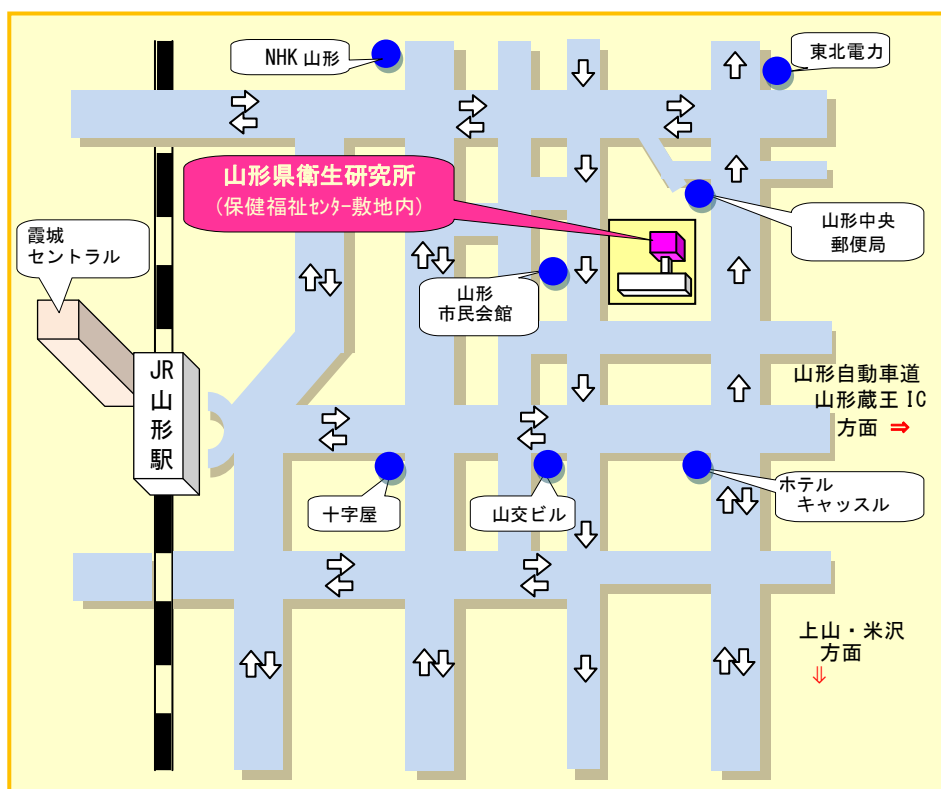 NHK 山形
東北電力
山形県衛生研究所
（保健福祉ｾﾝﾀｰ敷地内）
山形中央
郵便局
霞城
セントラル
山形
市民会館
JR
山
形
駅
山形自動車道
山形蔵王 IC
方面 ⇒
十字屋
山交ビル
ホテル
キャッスル
上山・米沢
方面
⇓